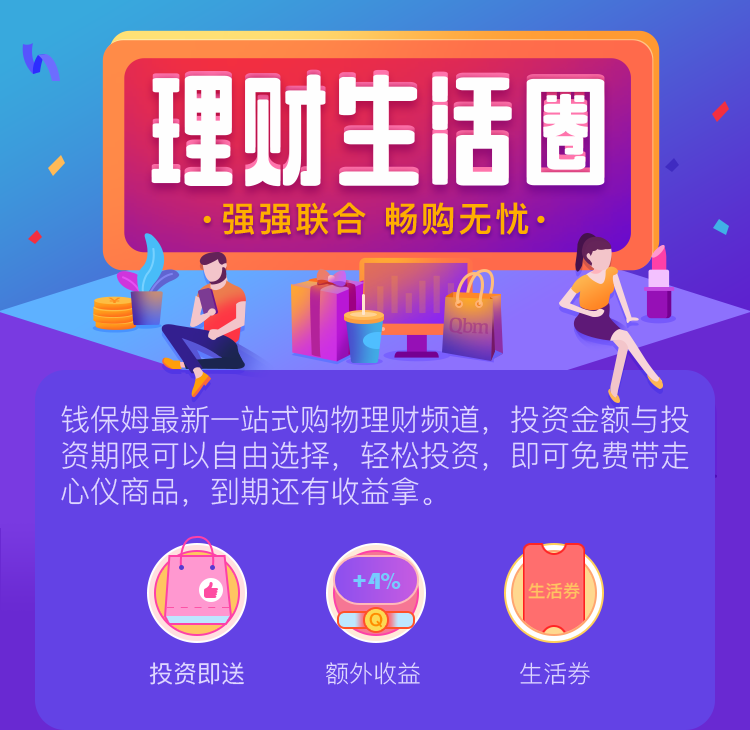 理财生活圈
·强强联合 畅购无忧·
Qbm
钱保姆最新一站式购物理财频道，投资金额与投
资期限可以自由选择，轻松投资，即可免费带走
心仪商品，到期还有收益拿。
+4%
Q
生活券
投资即送
额外收益
生活券